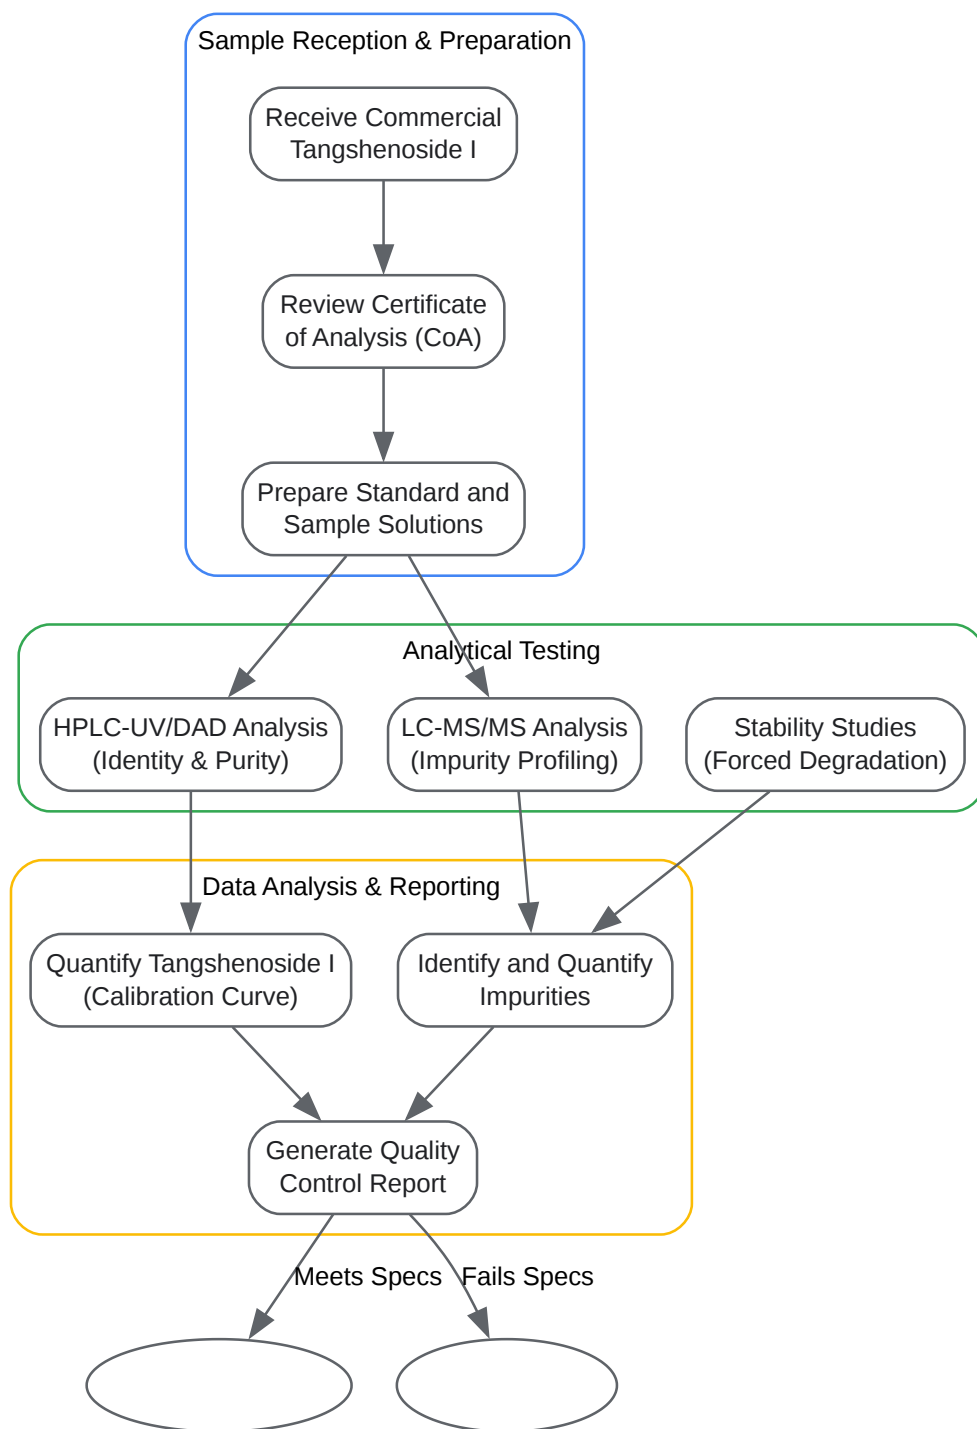 Sample Reception & Preparation
Receive Commercial
Tangshenoside I
Review Certificate
of Analysis (CoA)
Prepare Standard and
Sample Solutions
Analytical Testing
HPLC-UV/DAD Analysis
(Identity & Purity)
LC-MS/MS Analysis
(Impurity Profiling)
Stability Studies
(Forced Degradation)
Data Analysis & Reporting
Quantify Tangshenoside I
(Calibration Curve)
Identify and Quantify
Impurities
Generate Quality
Control Report
Meets Specs
Fails Specs